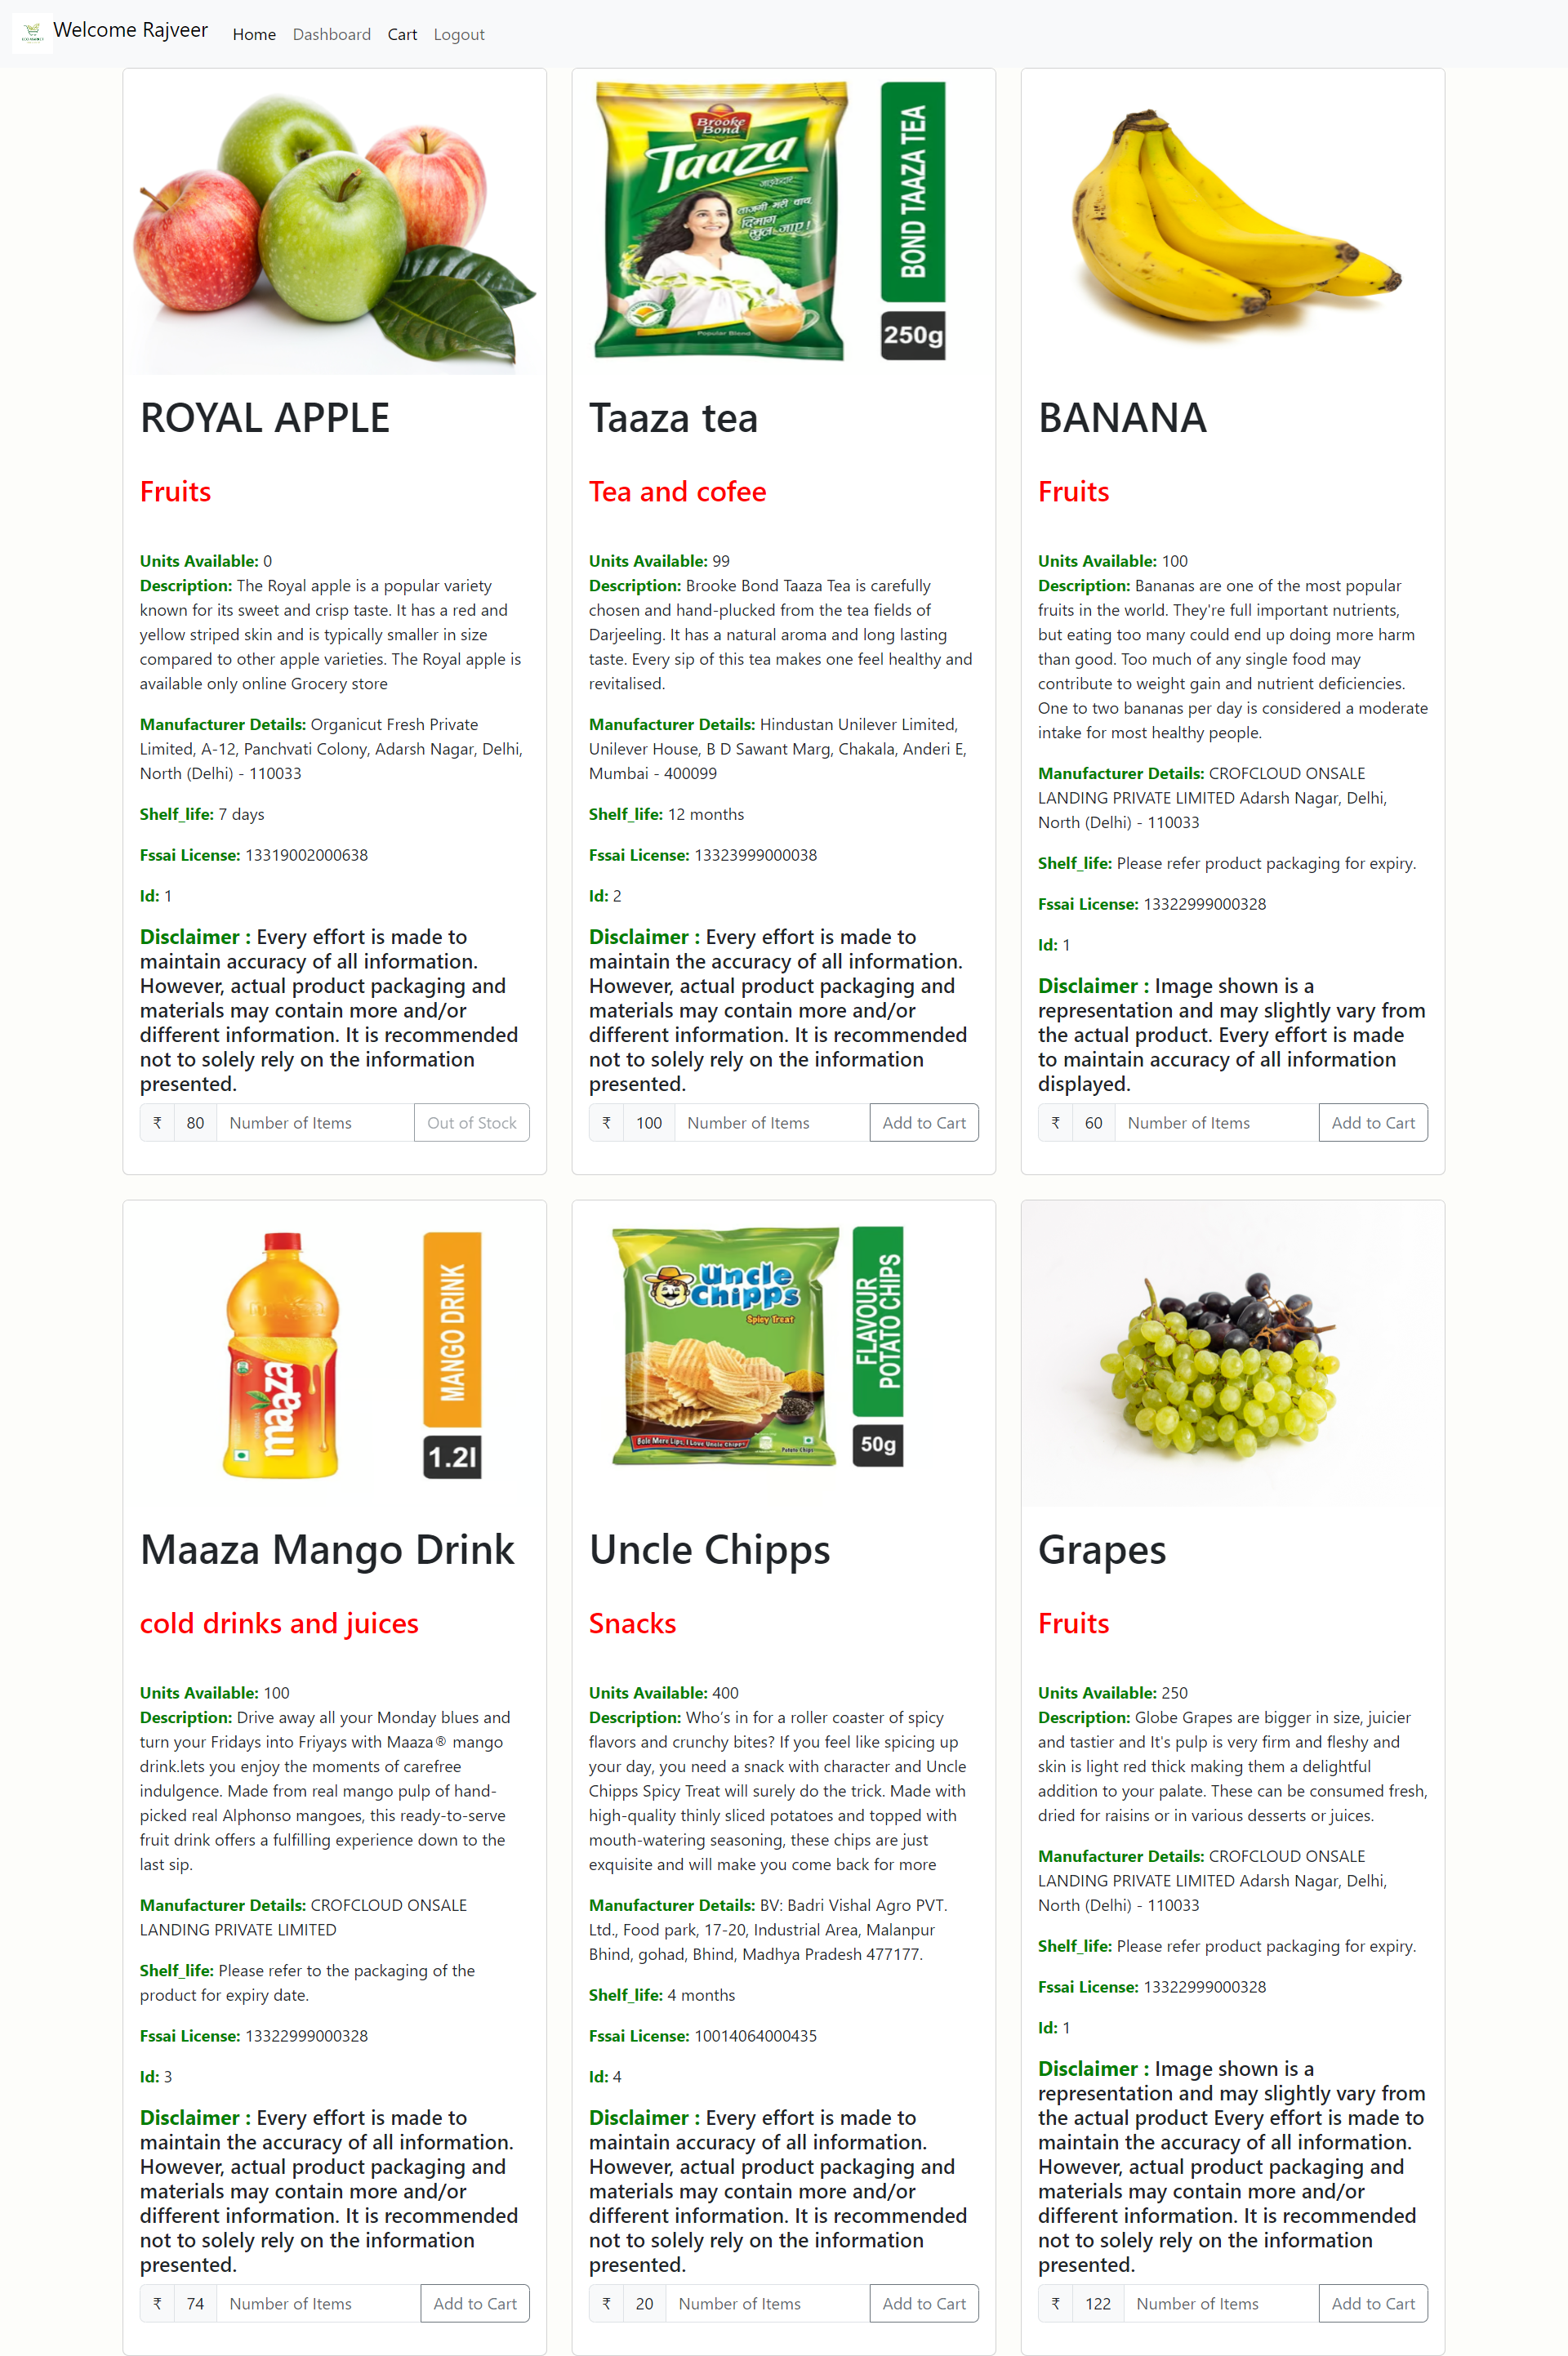 Welcome Rajveer Home Dashboard Cart Logout
Brooke
Bond
Taaza
BOND TAAZA TEA
Popular Blend
250g
ROYAL APPLE
Fruits
Units Available: 0
Description: The Royal apple is a popular variety
known for its sweet and crisp taste. It has a red and
yellow striped skin and is typically smaller in size
compared to other apple varieties. The Royal apple is
available only online Grocery store
Manufacturer Details: Organicut Fresh Private
Limited, A-12, Panchvati Colony, Adarsh Nagar, Delhi,
North (Delhi) - 110033
Shelf_life: 7 days
Fssai License: 13319002000638
Id: 1
Disclaimer : Every effort is made to
maintain accuracy of all information.
However, actual product packaging and
materials may contain more and/or
different information. It is recommended
not to solely rely on the information
presented.
₹ 80 Number of Items Out of Stock
Taaza tea
Tea and cofee
Units Available: 99
Description: Brooke Bond Taaza Tea is carefully
chosen and hand-plucked from the tea fields of
Darjeeling. It has a natural aroma and long lasting
taste. Every sip of this tea makes one feel healthy and
revitalised.
Manufacturer Details: Hindustan Unilever Limited,
Unilever House, B D Sawant Marg, Chakala, Anderi E,
Mumbai - 400099
Shelf_life: 12 months
Fssai License: 13323999000038
Id: 2
Disclaimer : Every effort is made to
maintain the accuracy of all information.
However, actual product packaging and
materials may contain more and/or
different information. It is recommended
not to solely rely on the information
presented.
₹ 100 Number of Items Add to Cart
BANANA
Fruits
Units Available: 100
Description: Bananas are one of the most popular
fruits in the world. They're full important nutrients,
but eating too many could end up doing more harm
than good. Too much of any single food may
contribute to weight gain and nutrient deficiencies.
One to two bananas per day is considered a moderate
intake for most healthy people.
Manufacturer Details: CROFCLOUD ONSALE
LANDING PRIVATE LIMITED Adarsh Nagar, Delhi,
North (Delhi) - 110033
Shelf_life: Please refer product packaging for expiry.
Fssai License: 13322999000328
Id: 1
Disclaimer : Image shown is a
representation and may slightly vary from
the actual product. Every effort is made
to maintain accuracy of all information
displayed.
₹ 60 Number of Items Add to Cart
maaza
MANGO DRINK
1.2l
Uncle
Chipps
Spicy Treat
Bole Mere Lips, I Love Uncle Chipps
Potato Chips
FLAVOUR
POTATO CHIPS
50g
Maaza Mango Drink
cold drinks and juices
Units Available: 100
Description: Drive away all your Monday blues and
turn your Fridays into Friyays with Maaza® mango
drink.lets you enjoy the moments of carefree
indulgence. Made from real mango pulp of hand-
picked real Alphonso mangoes, this ready-to-serve
fruit drink offers a fulfilling experience down to the
last sip.
Manufacturer Details: CROFCLOUD ONSALE
LANDING PRIVATE LIMITED
Shelf_life: Please refer to the packaging of the
product for expiry date.
Fssai License: 13322999000328
Id: 3
Disclaimer : Every effort is made to
maintain the accuracy of all information.
However, actual product packaging and
materials may contain more and/or
different information. It is recommended
not to solely rely on the information
presented.
₹ 74 Number of Items Add to Cart
Uncle Chipps
Snacks
Units Available: 400
Description: Who's in for a roller coaster of spicy
flavors and crunchy bites? If you feel like spicing up
your day, you need a snack with character and Uncle
Chipps Spicy Treat will surely do the trick. Made with
high-quality thinly sliced potatoes and topped with
mouth-watering seasoning, these chips are just
exquisite and will make you come back for more
Manufacturer Details: BV: Badri Vishal Agro PVT.
Ltd., Food park, 17-20, Industrial Area, Malanpur
Bhind, gohad, Bhind, Madhya Pradesh 477177.
Shelf_life: 4 months
Fssai License: 10014064000435
Id: 4
Disclaimer : Every effort is made to
maintain accuracy of all information.
However, actual product packaging and
materials may contain more and/or
different information. It is recommended
not to solely rely on the information
presented.
₹ 20 Number of Items Add to Cart
Grapes
Fruits
Units Available: 250
Description: Globe Grapes are bigger in size, juicier
and tastier and It's pulp is very firm and fleshy and
skin is light red thick making them a delightful
addition to your palate. These can be consumed fresh,
dried for raisins or in various desserts or juices.
Manufacturer Details: CROFCLOUD ONSALE
LANDING PRIVATE LIMITED Adarsh Nagar, Delhi,
North (Delhi) - 110033
Shelf_life: Please refer product packaging for expiry.
Fssai License: 13322999000328
Id: 1
Disclaimer : Image shown is a
representation and may slightly vary from
the actual product Every effort is made to
maintain the accuracy of all information.
However, actual product packaging and
materials may contain more and/or
different information. It is recommended
not to solely rely on the information
presented.
₹ 122 Number of Items Add to Cart